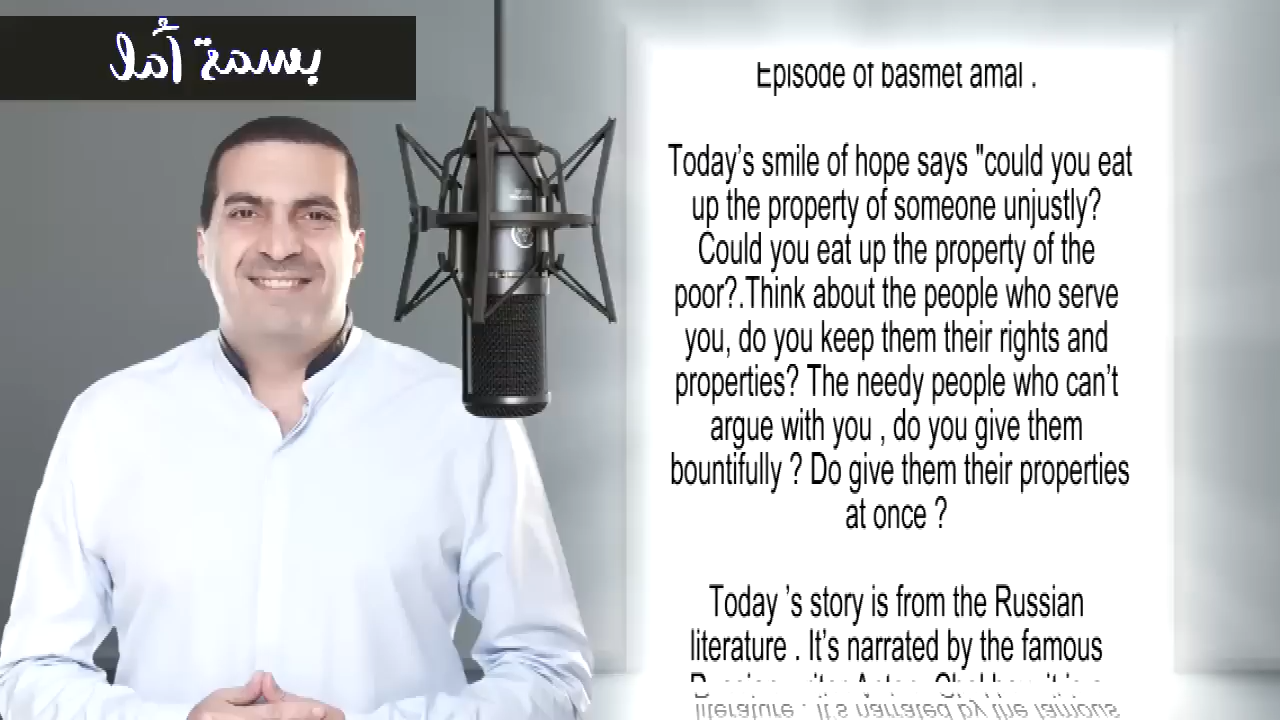 بسمة أمل
Episode of basmet amal .
Today’s smile of hope says "could you eat
up the property of someone unjustly?
Could you eat up the property of the
poor?.Think about the people who serve
you, do you keep them their rights and
properties? The needy people who can’t
argue with you , do you give them
bountifully ? Do give them their properties
at once ?
Today ’s story is from the Russian
literature . It’s narrated by the famous